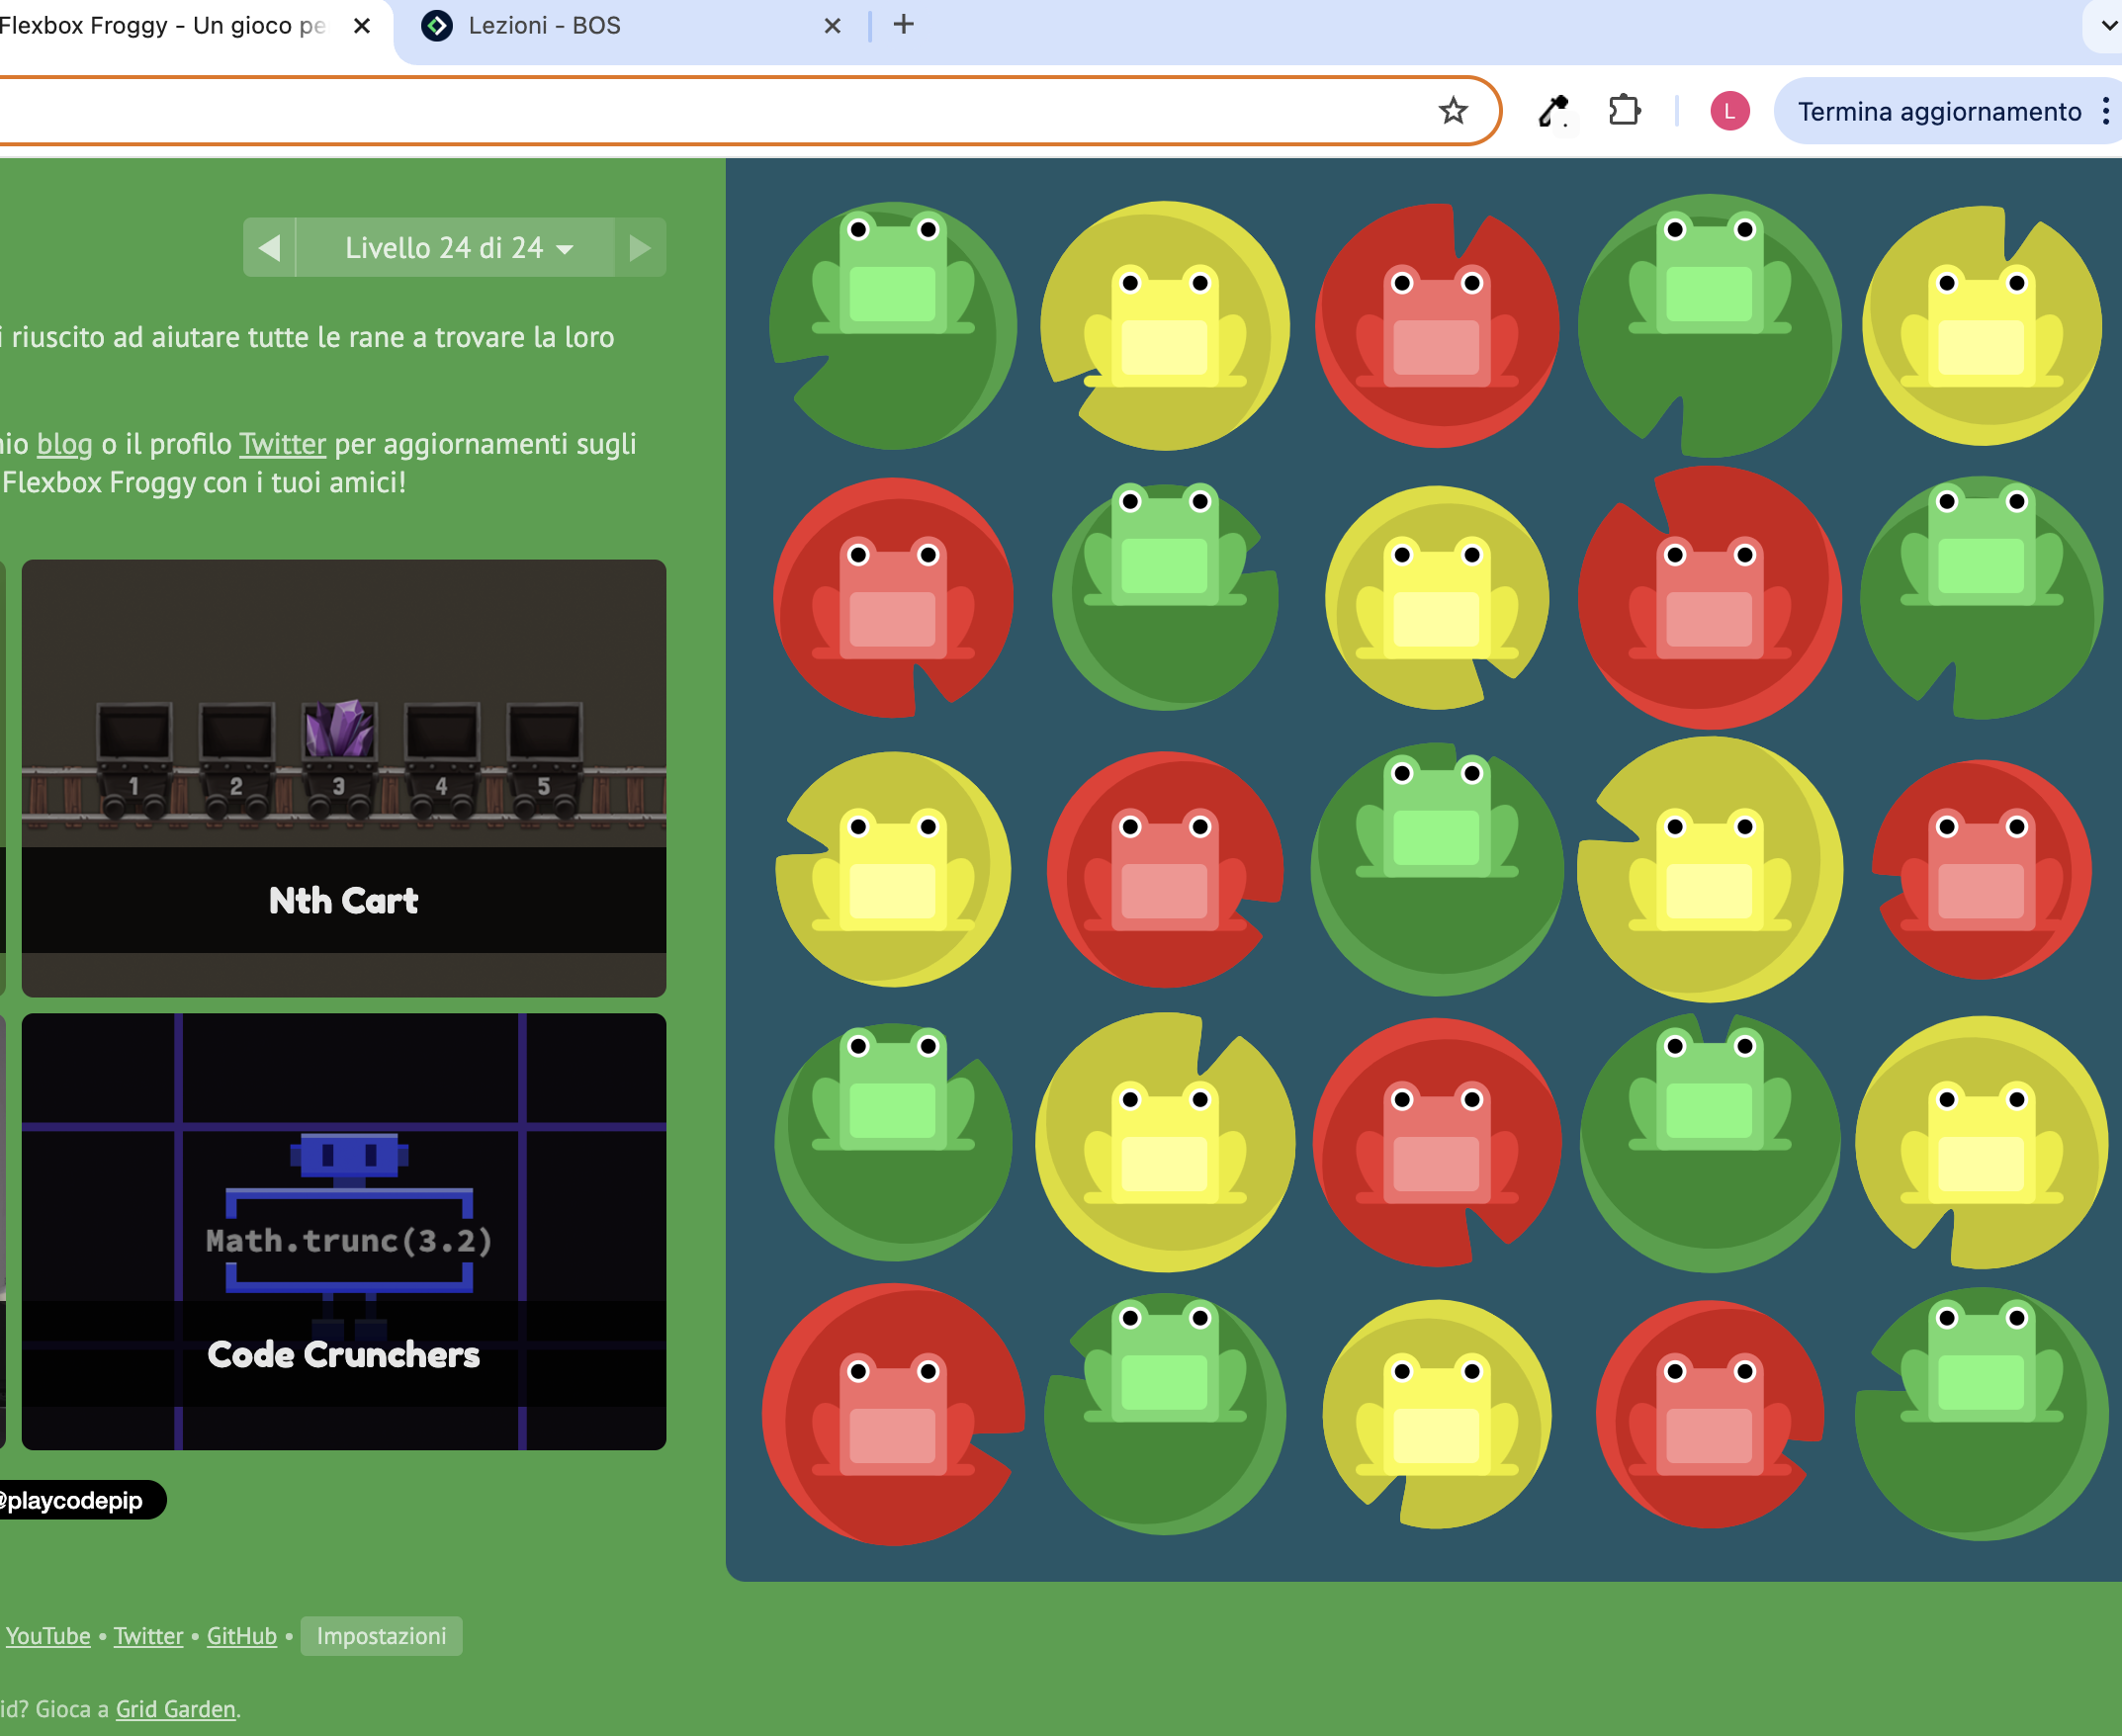 Flexbox Froggy - Un gioco pe
Lezioni - BOS
L
Termina aggiornamento
Livello 24 di 24
riuscito ad aiutare tutte le rane a trovare la loro
blog o il profilo Twitter per aggiornamenti sugli
Flexbox Froggy con i tuoi amici!
1 2 3 4 5
Nth Cart
Math.trunc(3.2)
Code Crunchers
@playcodepip
YouTube • Twitter • GitHub • Impostazioni
id? Gioca a Grid Garden.